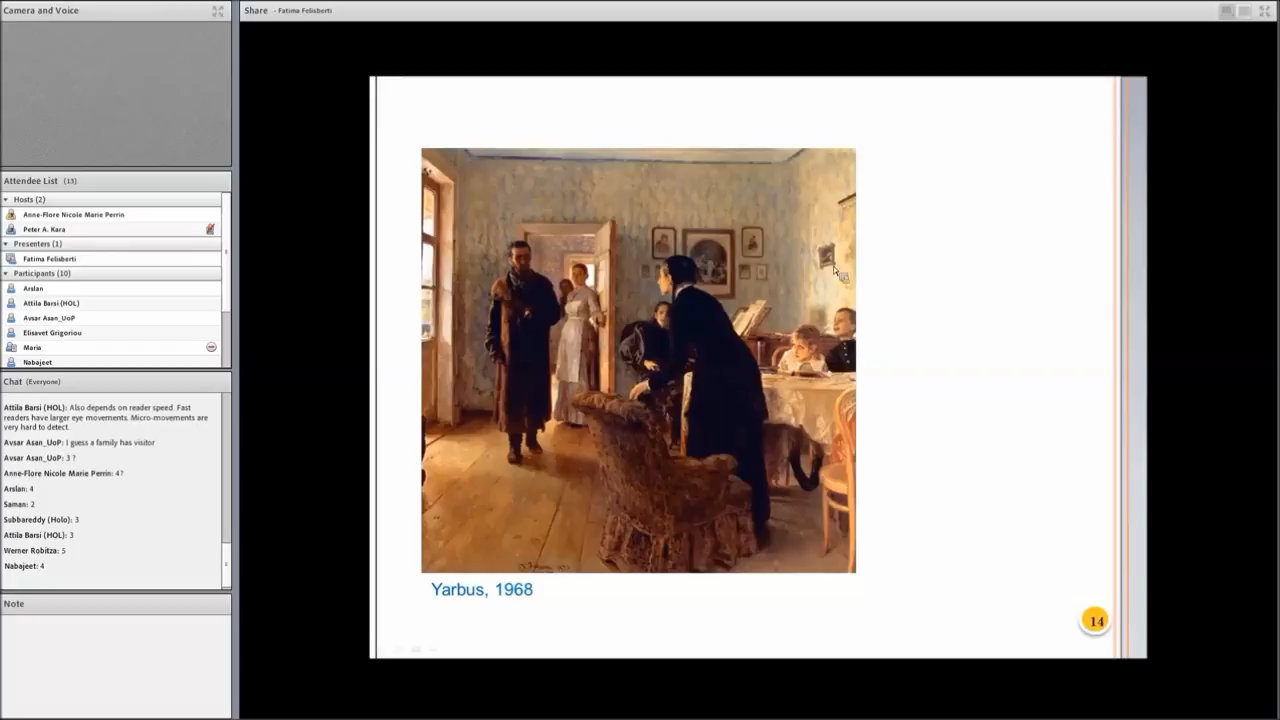 Camera and Voice
Share - Fatima Felisberti
Attendee List (13)
Hosts (2)
Anne-Flore Nicole Marie Perrin
Peter A. Kara
Presenters (1)
Fatima Felisberti
Participants (10)
Arslan
Attila Barsi (HOL)
Avsar Asan_UoP
Elisavet Grigoriou
Maria
Nabajeet
Chat (Everyone)
Attila Barsi (HOL): Also depends on reader speed. Fast
readers have larger eye movements. Micro-movements are
very hard to detect.
Avsar Asan_UoP: I guess a family has visitor
Avsar Asan_UoP: 3 ?
Anne-Flore Nicole Marie Perrin: 4?
Arslan: 4
Saman: 2
Subbareddy (Holo): 3
Attila Barsi (HOL): 3
Werner Robitza: 5
Nabajeet: 4
Note
Yarbus, 1968
14